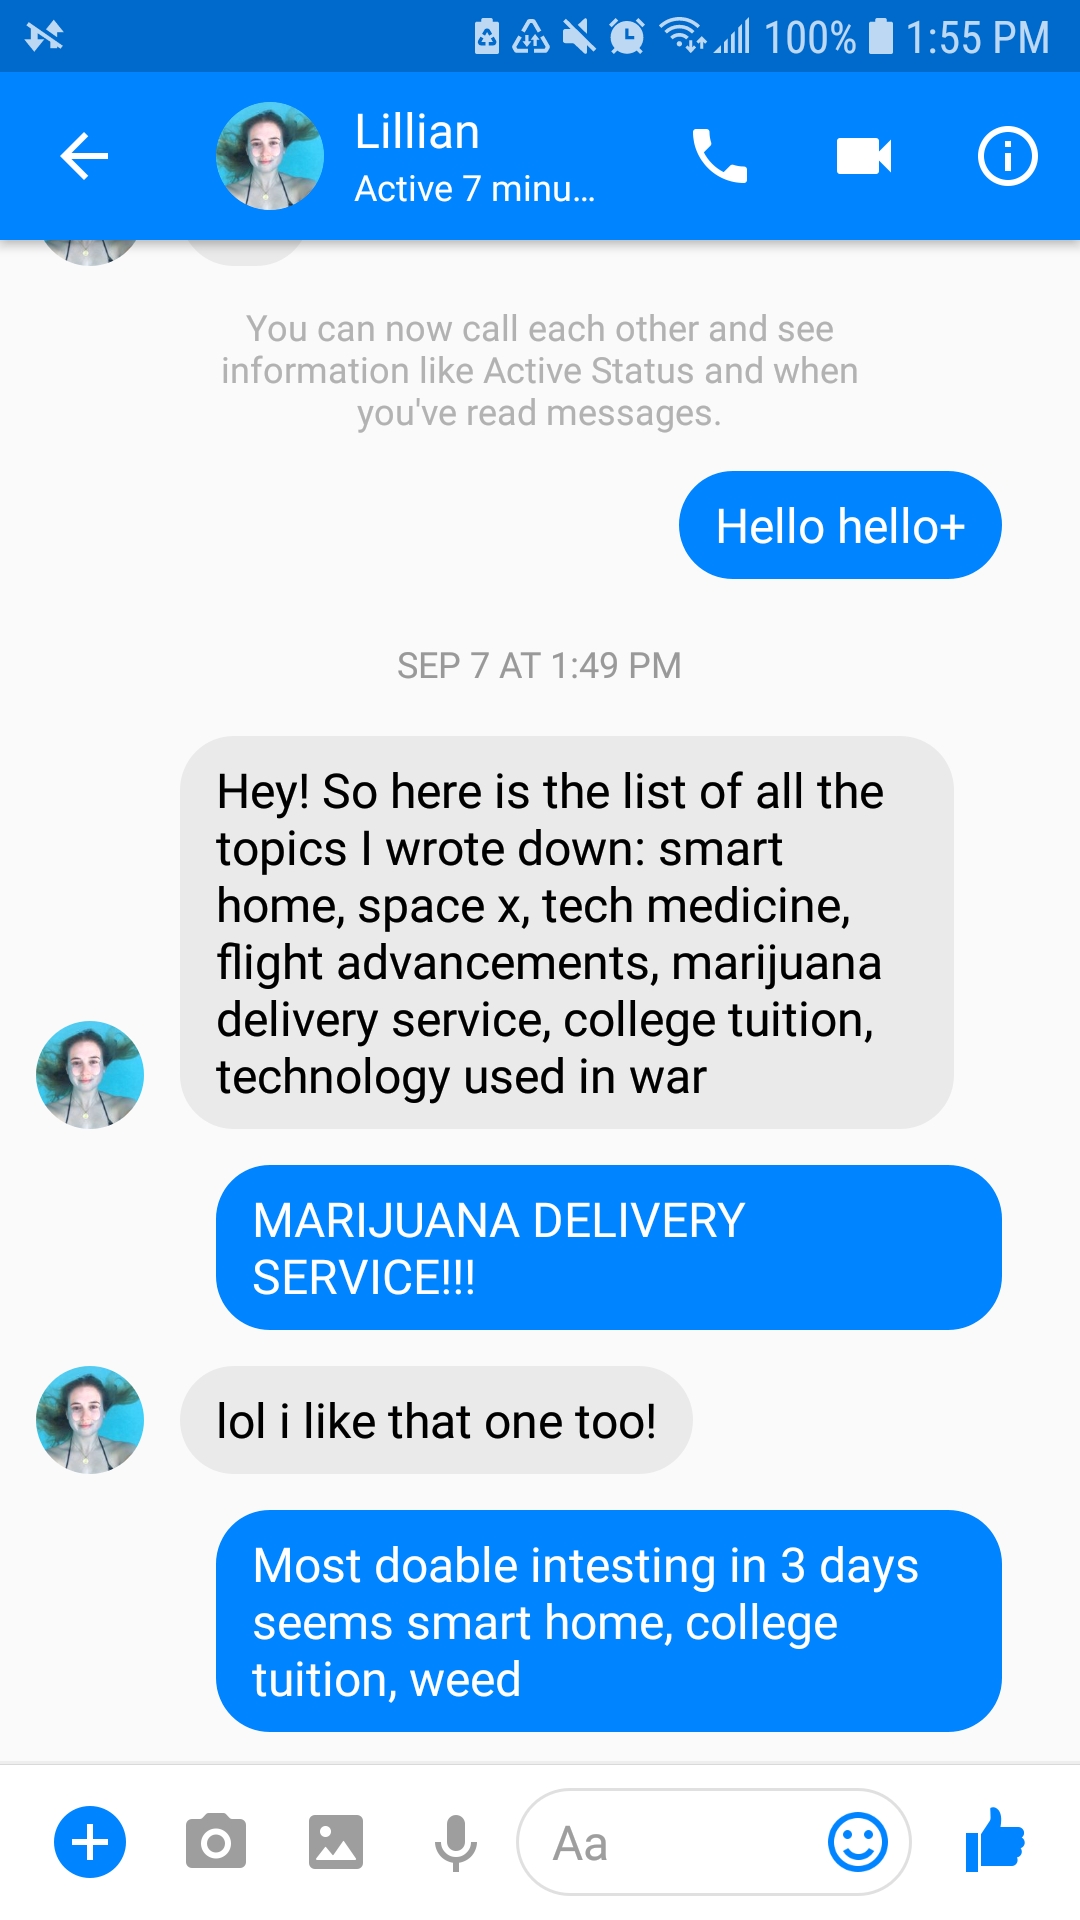 100% 1:55 PM
Lillian
Active 7 minu...
You can now call each other and see
information like Active Status and when
you've read messages.
Hello hello+
SEP 7 AT 1:49 PM
Hey! So here is the list of all the
topics I wrote down: smart
home, space x, tech medicine,
flight advancements, marijuana
delivery service, college tuition,
technology used in war
MARIJUANA DELIVERY
SERVICE!!!
lol i like that one too!
Most doable intesting in 3 days
seems smart home, college
tuition, weed
Aa